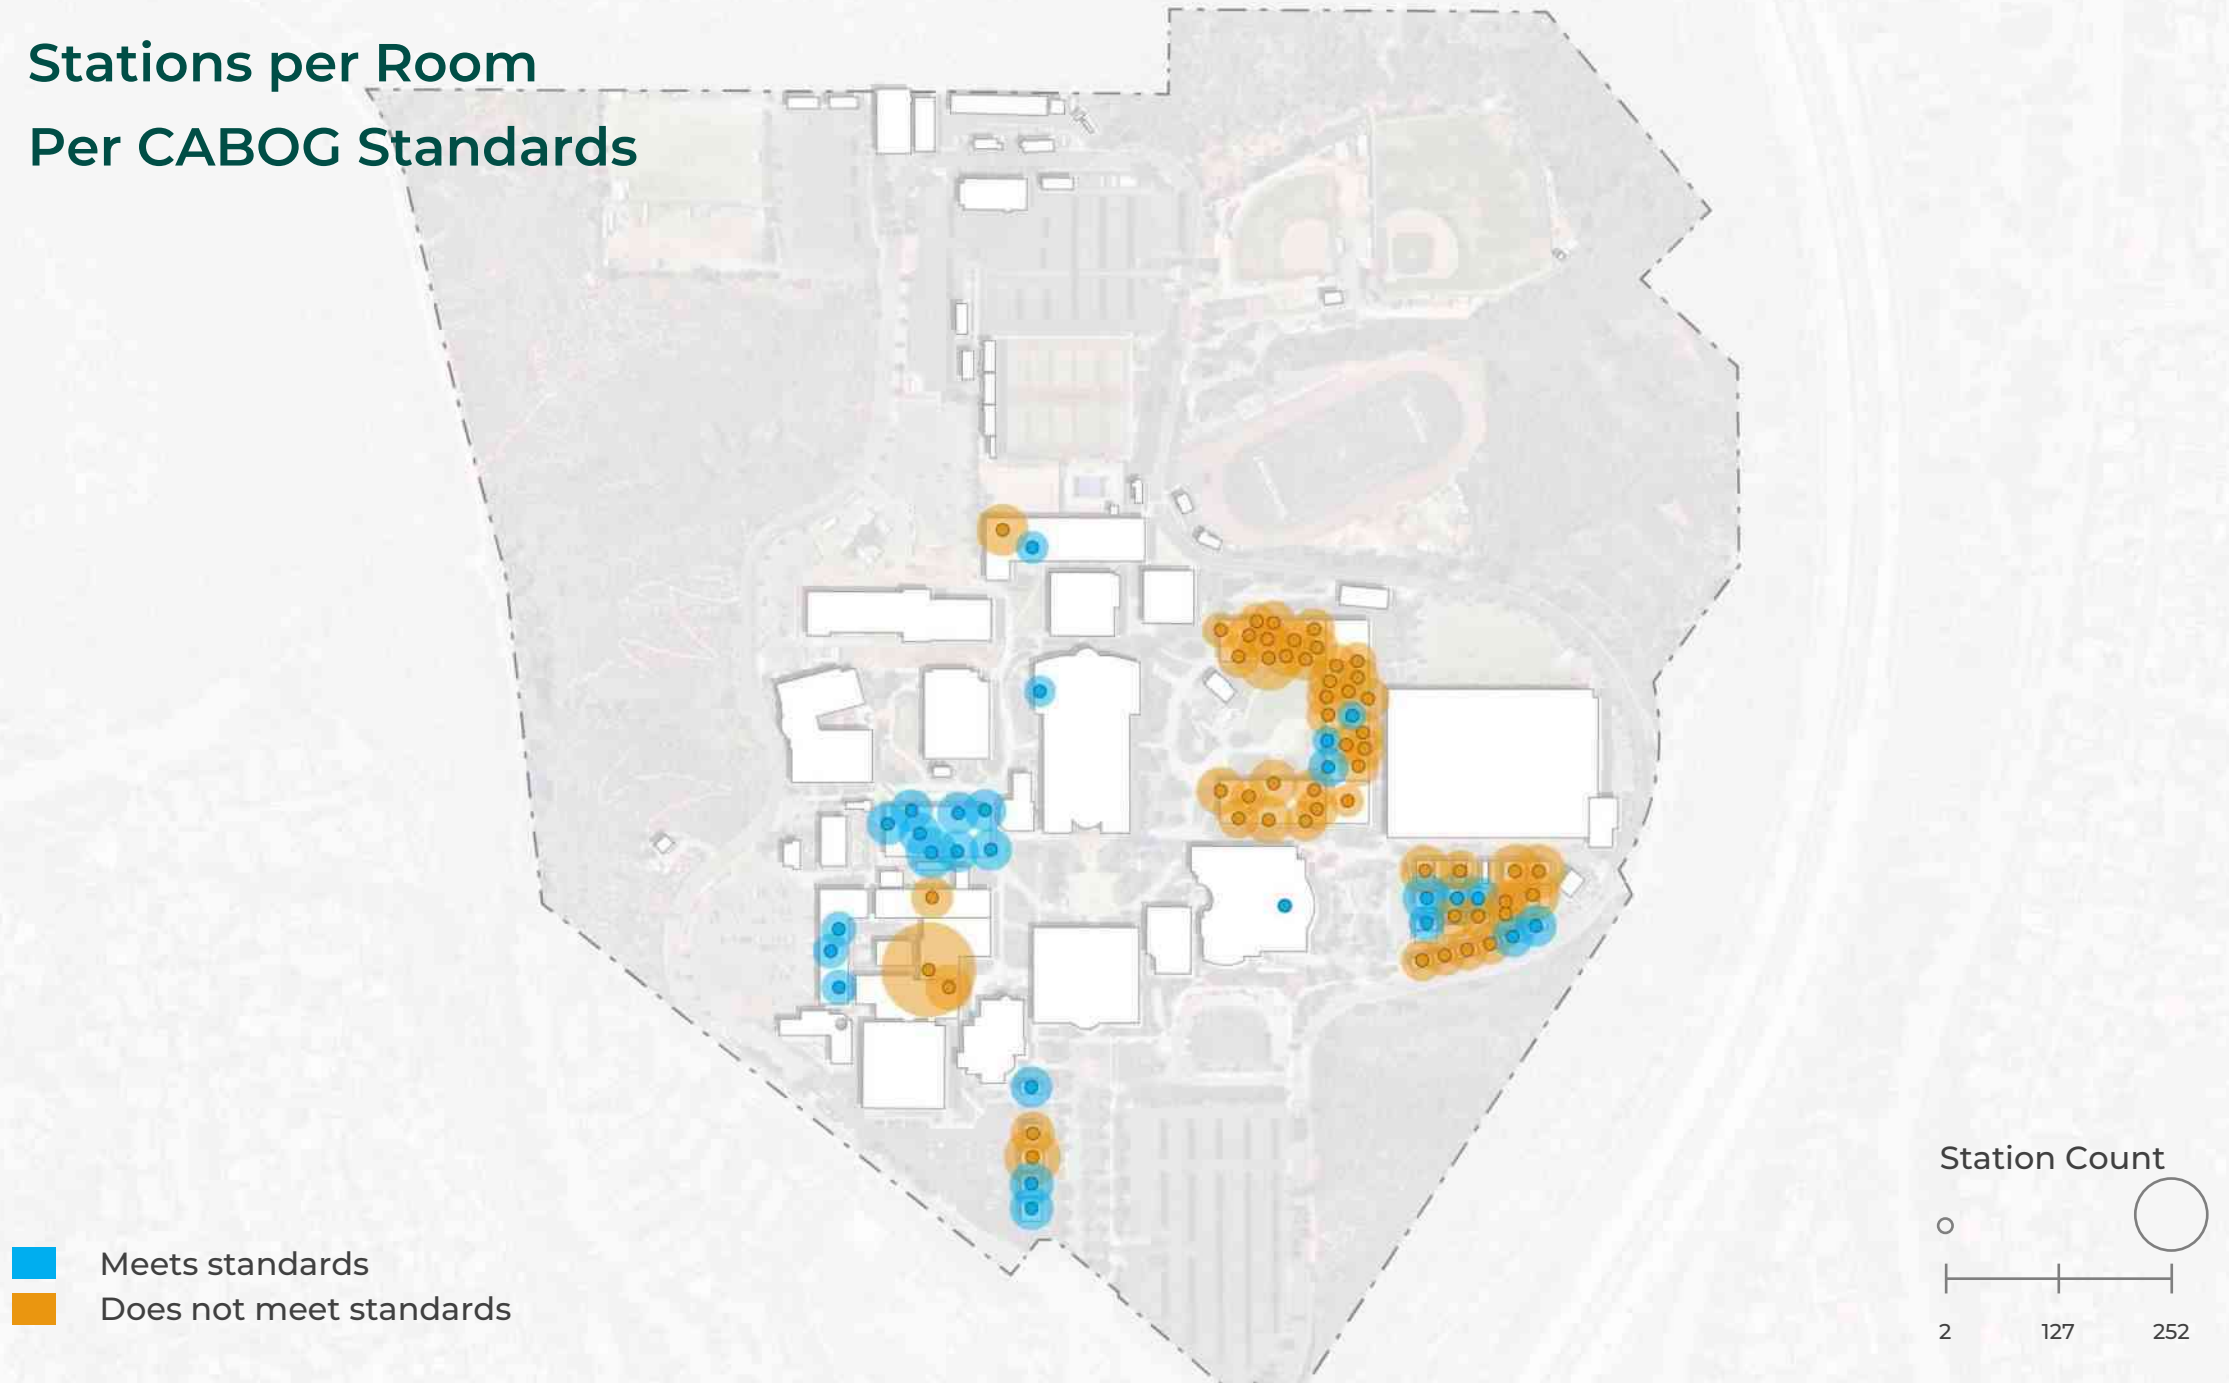 Stations per Room
Per CABOG Standards
Meets standards
Does not meet standards
Station Count
2 127 252